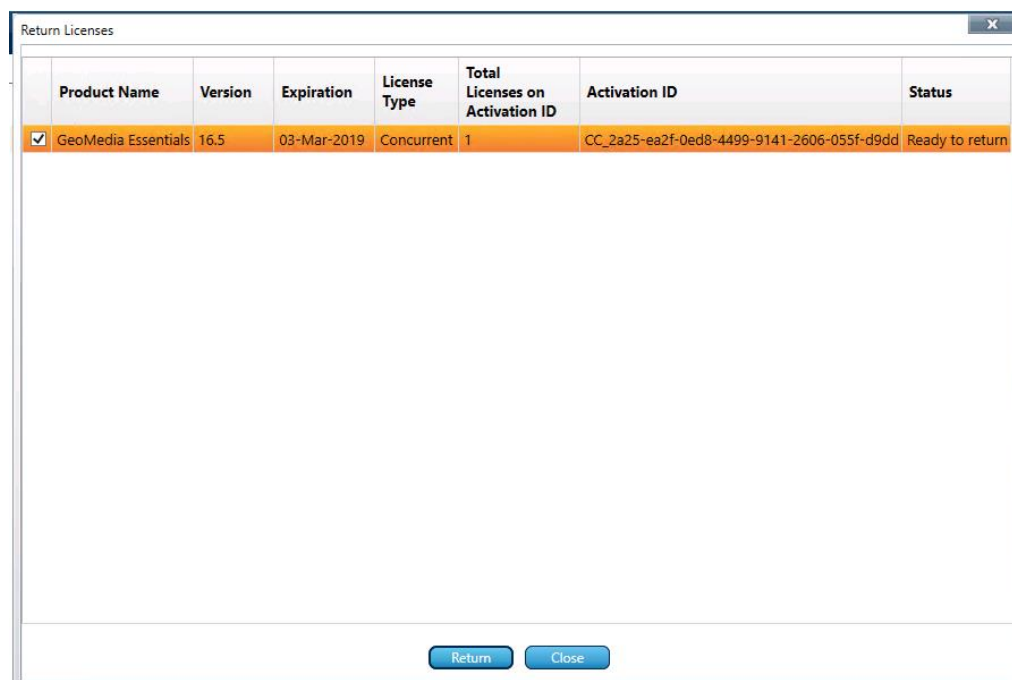 Return Licenses
Product Name Version Expiration License Type Total Licenses on Activation ID Activation ID Status
GeoMedia Essentials 16.5 03-Mar-2019 Concurrent 1 CC_2a25-ea2f-0ed8-4499-9141-2606-055f-d9dd Ready to return
Return Close